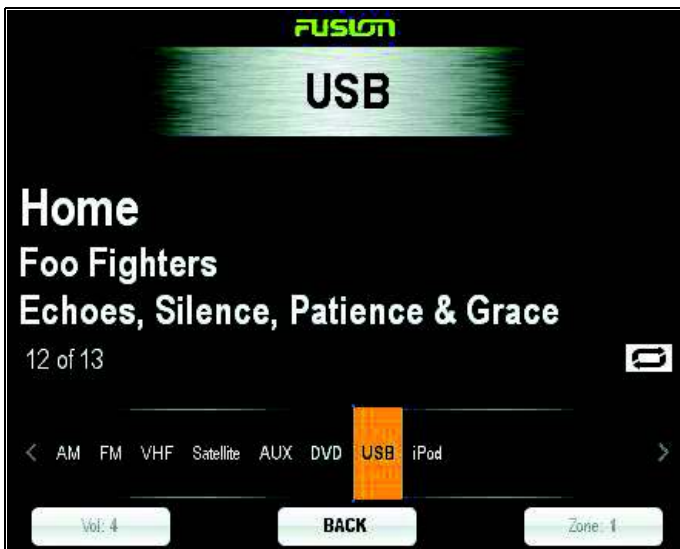 FUSION
USB
Home
Foo Fighters
Echoes, Silence, Patience & Grace
12 of 13
AM FM VHF Satellite AUX DVD USB iPod
Vol: 4 BACK Zone: 1